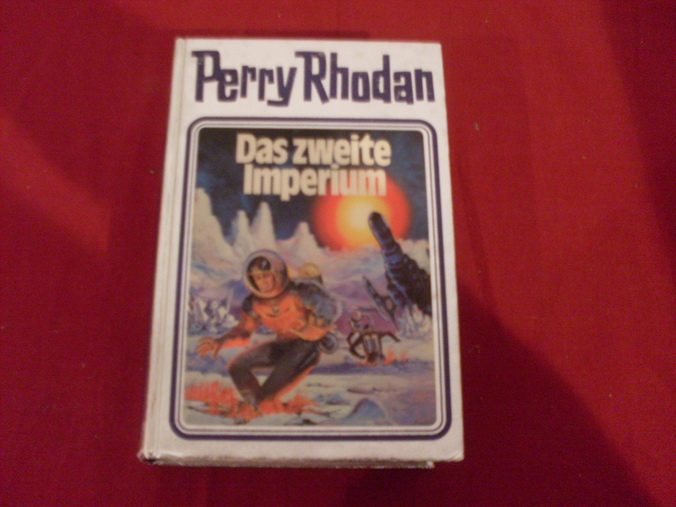 Perry Rhodan
Das zweite
Imperium